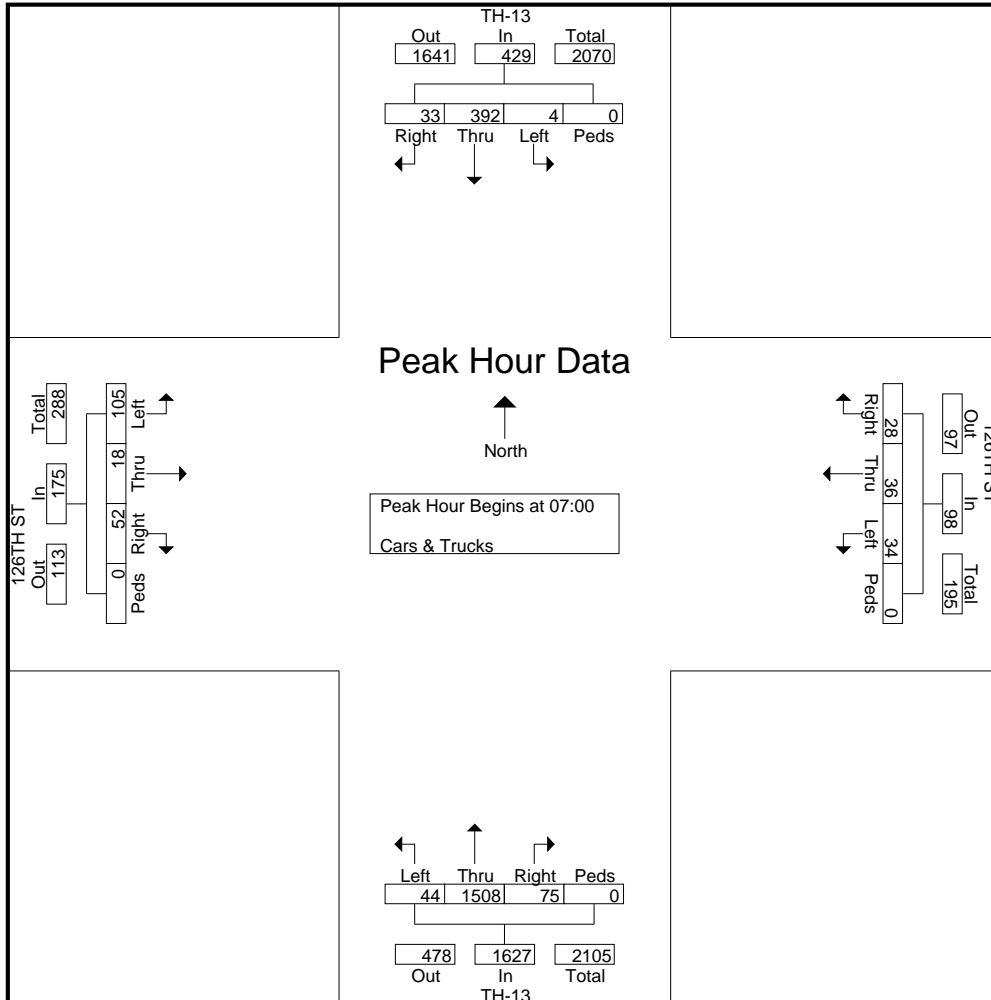 TH-13
Out In Total
1641 429 2070
33 392 4 0
Right Thru Left Peds
Peak Hour Data
North
Peak Hour Begins at 07:00
Cars & Trucks
126TH ST
Total In Out
288 175 113
105 18 52 0
Left Thru Right Peds
Right Thru Left Peds
28 36 34 0
97 98 195
Out In Total
126TH ST
Left Thru Right Peds
44 1508 75 0
478 1627 2105
Out In Total
TH-13